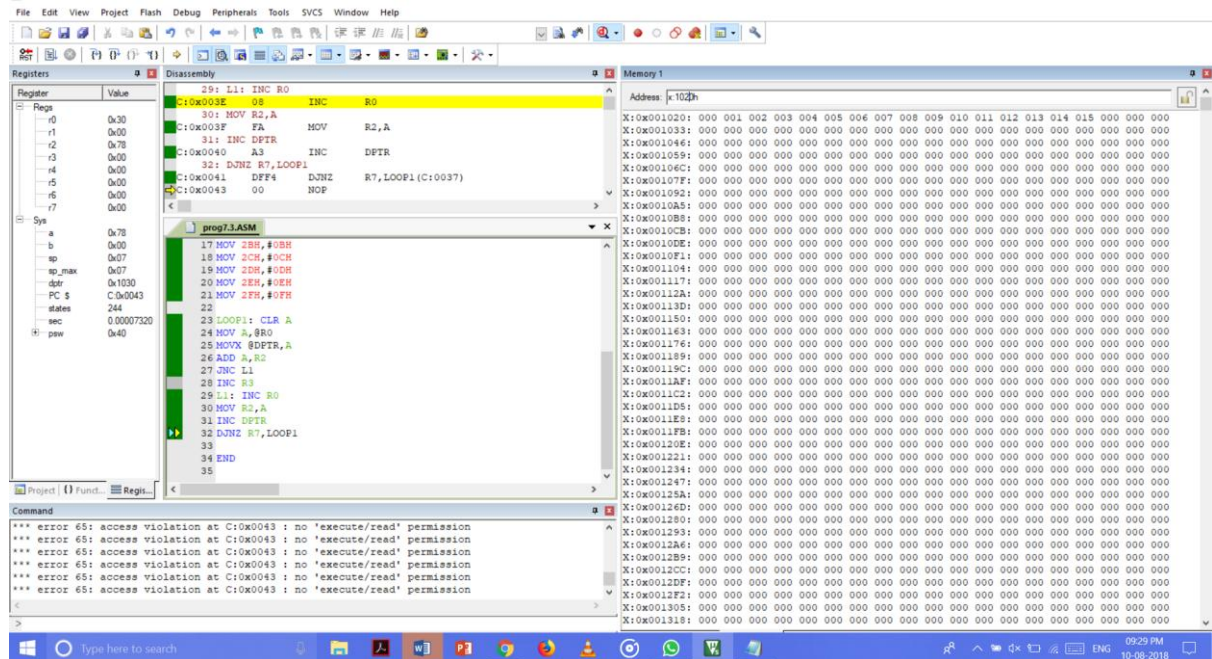 File Edit View Project Flash Debug Peripherals Tools SVCS Window Help
Registers
Register Value
Regs
r0 0x30
r1 0x00
r2 0x78
r3 0x00
r4 0x00
r5 0x00
r6 0x00
r7 0x00
Sys
a 0x78
b 0x00
sp 0x07
sp_max 0x07
dptr 0x1030
PC $ C:0x0043
states 244
sec 0.00007320
psw 0x40
Project Funct... Regis...
Disassembly
29: L1: INC R0
C:0x003E 08 INC R0
30: MOV R2,A
C:0x003F FA MOV R2,A
31: INC DPTR
C:0x0040 A3 INC DPTR
32: DJNZ R7,LOOP1
C:0x0041 DFF4 DJNZ R7,LOOP1(C:0037)
C:0x0043 00 NOP
prog7.3.ASM
17 MOV 2BH,#0BH
18 MOV 2CH,#0CH
19 MOV 2DH,#0DH
20 MOV 2EH,#0EH
21 MOV 2FH,#0FH
22
23 LOOP1: CLR A
24 MOV A,@R0
25 MOVX @DPTR,A
26 ADD A,R2
27 JNC L1
28 INC R3
29 L1: INC R0
30 MOV R2,A
31 INC DPTR
32 DJNZ R7,LOOP1
33
34 END
35
Memory 1
Address: x:1020h
X:0x001020: 000 001 002 003 004 005 006 007 008 009 010 011 012 013 014 015 000 000 000
X:0x001033: 000 000 000 000 000 000 000 000 000 000 000 000 000 000 000 000 000 000 000
X:0x001046: 000 000 000 000 000 000 000 000 000 000 000 000 000 000 000 000 000 000 000
X:0x001059: 000 000 000 000 000 000 000 000 000 000 000 000 000 000 000 000 000 000 000
X:0x00106C: 000 000 000 000 000 000 000 000 000 000 000 000 000 000 000 000 000 000 000
X:0x00107F: 000 000 000 000 000 000 000 000 000 000 000 000 000 000 000 000 000 000 000
X:0x001092: 000 000 000 000 000 000 000 000 000 000 000 000 000 000 000 000 000 000 000
X:0x0010A5: 000 000 000 000 000 000 000 000 000 000 000 000 000 000 000 000 000 000 000
X:0x0010B8: 000 000 000 000 000 000 000 000 000 000 000 000 000 000 000 000 000 000 000
X:0x0010CB: 000 000 000 000 000 000 000 000 000 000 000 000 000 000 000 000 000 000 000
X:0x0010DE: 000 000 000 000 000 000 000 000 000 000 000 000 000 000 000 000 000 000 000
X:0x0010F1: 000 000 000 000 000 000 000 000 000 000 000 000 000 000 000 000 000 000 000
X:0x001104: 000 000 000 000 000 000 000 000 000 000 000 000 000 000 000 000 000 000 000
X:0x001117: 000 000 000 000 000 000 000 000 000 000 000 000 000 000 000 000 000 000 000
X:0x00112A: 000 000 000 000 000 000 000 000 000 000 000 000 000 000 000 000 000 000 000
X:0x00113D: 000 000 000 000 000 000 000 000 000 000 000 000 000 000 000 000 000 000 000
X:0x001150: 000 000 000 000 000 000 000 000 000 000 000 000 000 000 000 000 000 000 000
X:0x001163: 000 000 000 000 000 000 000 000 000 000 000 000 000 000 000 000 000 000 000
X:0x001176: 000 000 000 000 000 000 000 000 000 000 000 000 000 000 000 000 000 000 000
X:0x001189: 000 000 000 000 000 000 000 000 000 000 000 000 000 000 000 000 000 000 000
X:0x00119C: 000 000 000 000 000 000 000 000 000 000 000 000 000 000 000 000 000 000 000
X:0x0011AF: 000 000 000 000 000 000 000 000 000 000 000 000 000 000 000 000 000 000 000
X:0x0011C2: 000 000 000 000 000 000 000 000 000 000 000 000 000 000 000 000 000 000 000
X:0x0011D5: 000 000 000 000 000 000 000 000 000 000 000 000 000 000 000 000 000 000 000
X:0x0011E8: 000 000 000 000 000 000 000 000 000 000 000 000 000 000 000 000 000 000 000
X:0x0011FB: 000 000 000 000 000 000 000 000 000 000 000 000 000 000 000 000 000 000 000
X:0x00120E: 000 000 000 000 000 000 000 000 000 000 000 000 000 000 000 000 000 000 000
X:0x001221: 000 000 000 000 000 000 000 000 000 000 000 000 000 000 000 000 000 000 000
X:0x001234: 000 000 000 000 000 000 000 000 000 000 000 000 000 000 000 000 000 000 000
X:0x001247: 000 000 000 000 000 000 000 000 000 000 000 000 000 000 000 000 000 000 000
X:0x00125A: 000 000 000 000 000 000 000 000 000 000 000 000 000 000 000 000 000 000 000
X:0x00126D: 000 000 000 000 000 000 000 000 000 000 000 000 000 000 000 000 000 000 000
X:0x001280: 000 000 000 000 000 000 000 000 000 000 000 000 000 000 000 000 000 000 000
X:0x001293: 000 000 000 000 000 000 000 000 000 000 000 000 000 000 000 000 000 000 000
X:0x0012A6: 000 000 000 000 000 000 000 000 000 000 000 000 000 000 000 000 000 000 000
X:0x0012B9: 000 000 000 000 000 000 000 000 000 000 000 000 000 000 000 000 000 000 000
X:0x0012CC: 000 000 000 000 000 000 000 000 000 000 000 000 000 000 000 000 000 000 000
X:0x0012DF: 000 000 000 000 000 000 000 000 000 000 000 000 000 000 000 000 000 000 000
X:0x0012F2: 000 000 000 000 000 000 000 000 000 000 000 000 000 000 000 000 000 000 000
X:0x001305: 000 000 000 000 000 000 000 000 000 000 000 000 000 000 000 000 000 000 000
X:0x001318: 000 000 000 000 000 000 000 000 000 000 000 000 000 000 000 000 000 000 000
Command
*** error 65: access violation at C:0x0043 : no 'execute/read' permission
*** error 65: access violation at C:0x0043 : no 'execute/read' permission
*** error 65: access violation at C:0x0043 : no 'execute/read' permission
*** error 65: access violation at C:0x0043 : no 'execute/read' permission
*** error 65: access violation at C:0x0043 : no 'execute/read' permission
*** error 65: access violation at C:0x0043 : no 'execute/read' permission
>
Type here to search
ENG
09:29 PM
10-08-2018